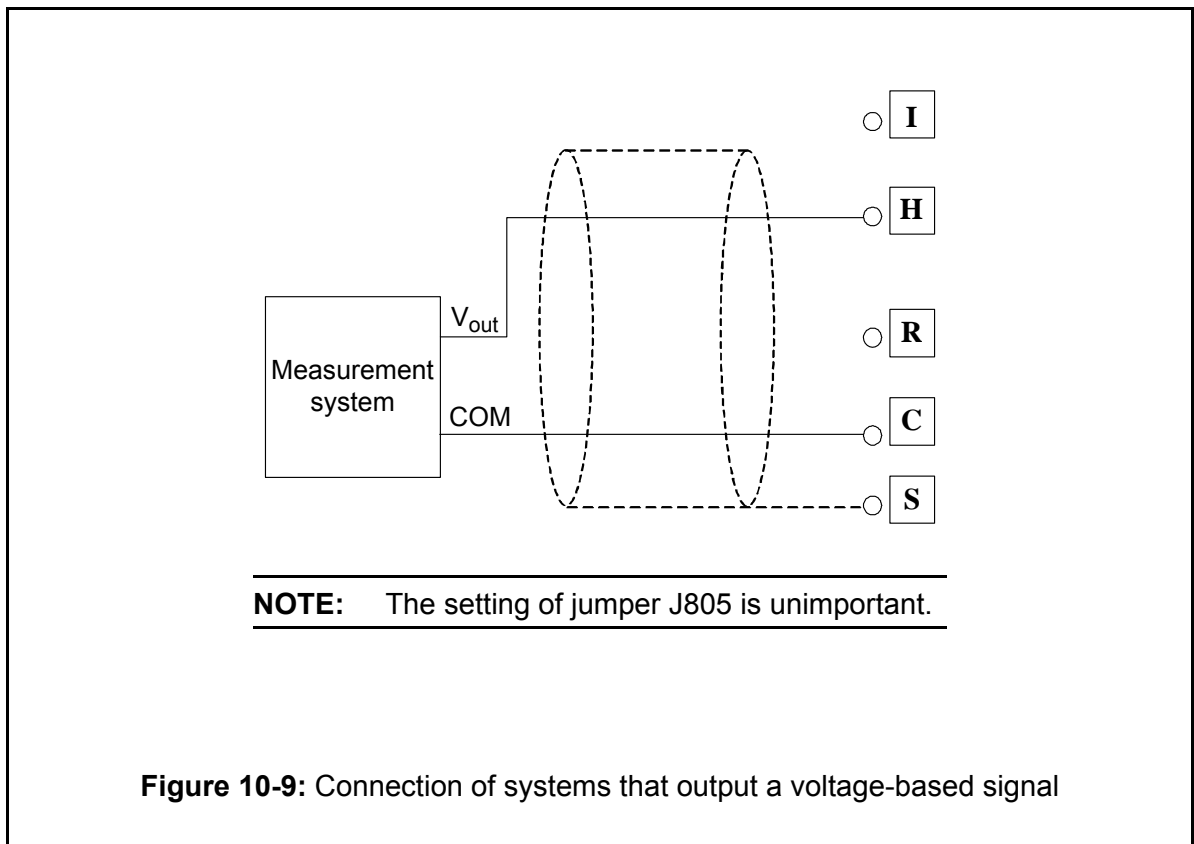 I
H
V_out
R
Measurement
system
COM
C
S
NOTE: The setting of jumper J805 is unimportant.
Figure 10-9: Connection of systems that output a voltage-based signal